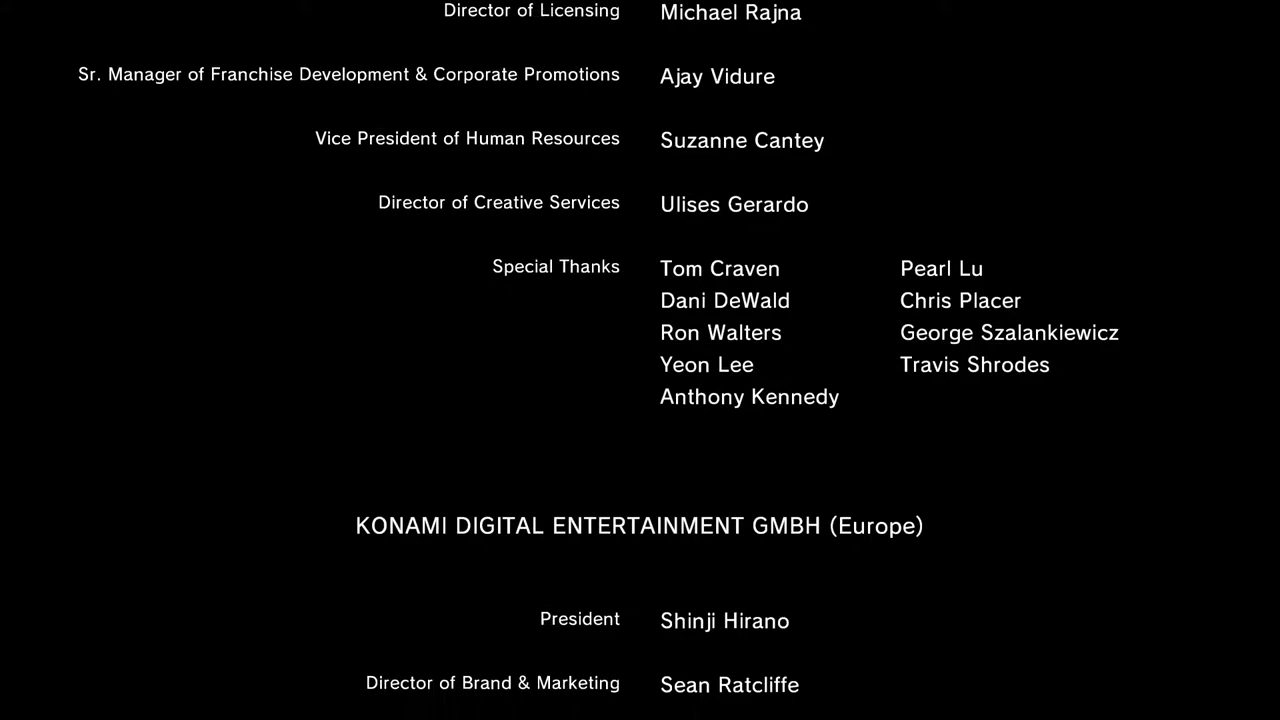 Director of Licensing Michael Rajna
Sr. Manager of Franchise Development & Corporate Promotions Ajay Vidure
Vice President of Human Resources Suzanne Cantey
Director of Creative Services Ulises Gerardo
Special Thanks Tom Craven Pearl Lu
Dani DeWald Chris Placer
Ron Walters George Szalankiewicz
Yeon Lee Travis Shrodes
Anthony Kennedy
KONAMI DIGITAL ENTERTAINMENT GMBH (Europe)
President Shinji Hirano
Director of Brand & Marketing Sean Ratcliffe